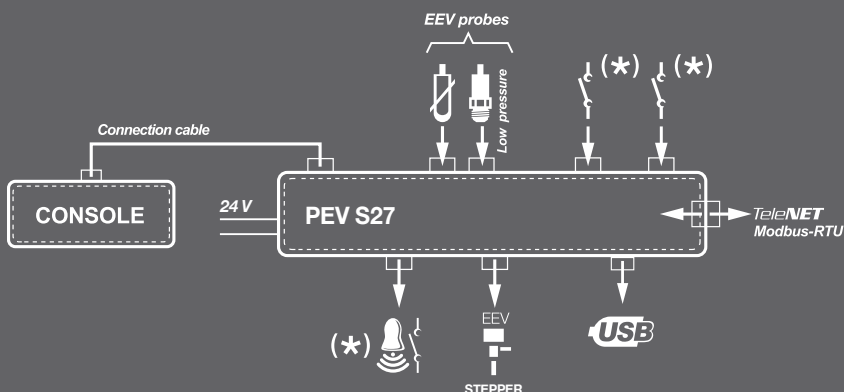 EEV probes
(*)
(*)
Low pressure
Connection cable
CONSOLE
24 V
PEV S27
TeleNET
Modbus-RTU
(*)
EEV
USB
STEPPER